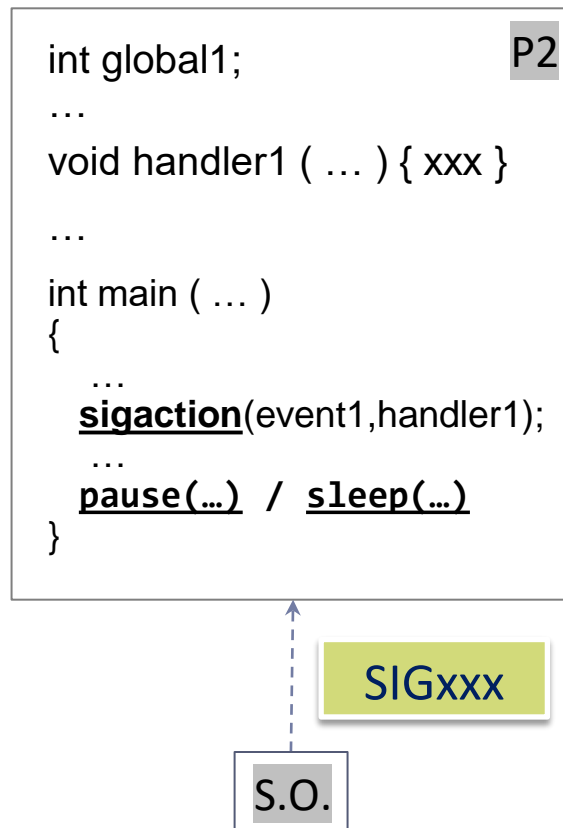 int global1;
P2
…
void handler1 ( … ) { xxx }
…
int main ( … )
{
…
sigaction(event1,handler1);
…
pause(…) / sleep(…)
}
SIGxxx
S.O.